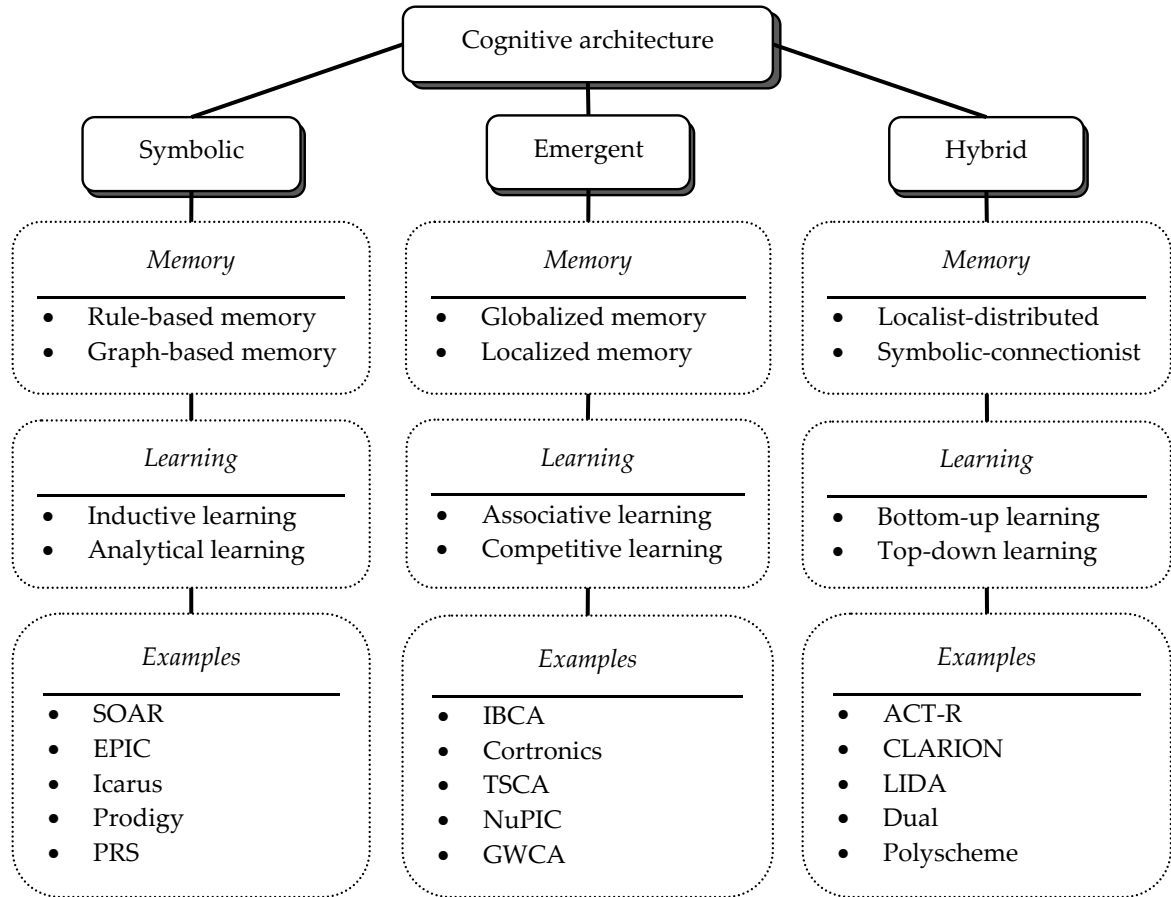 Cognitive architecture
Symbolic
Emergent
Hybrid
Memory
• Rule-based memory
• Graph-based memory
Memory
• Globalized memory
• Localized memory
Memory
• Localist-distributed
• Symbolic-connectionist
Learning
• Inductive learning
• Analytical learning
Learning
• Associative learning
• Competitive learning
Learning
• Bottom-up learning
• Top-down learning
Examples
• SOAR
• EPIC
• Icarus
• Prodigy
• PRS
Examples
• IBCA
• Cortronics
• TSCA
• NuPIC
• GWCA
Examples
• ACT-R
• CLARION
• LIDA
• Dual
• Polyscheme